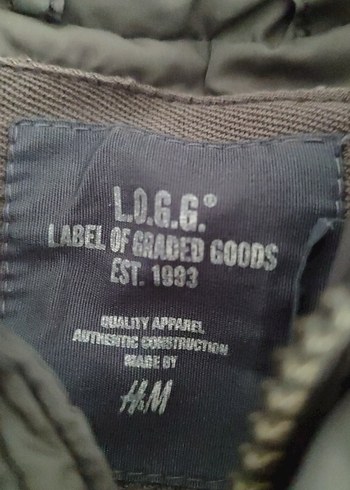 L.O.G.G.®
LABEL OF GRADED GOODS
EST. 1993
QUALITY APPAREL
AUTHENTIC CONSTRUCTION
MADE BY
H&M